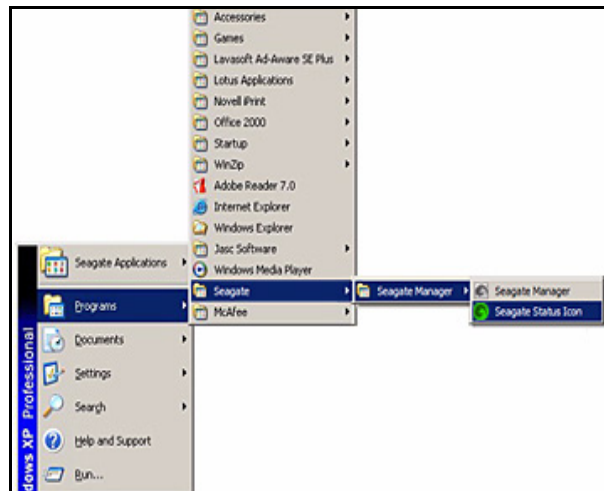 Accessories
Games
Lavasoft Ad-Aware SE Plus
Lotus Applications
Novell iPrint
Office 2000
Startup
WinZip
Adobe Reader 7.0
Internet Explorer
Windows Explorer
Jasc Software
Windows Media Player
Seagate
McAfee
Seagate Manager
Seagate Manager
Seagate Status Icon
Seagate Applications
Programs
Documents
Settings
Search
Help and Support
Run...
dows XP Professional